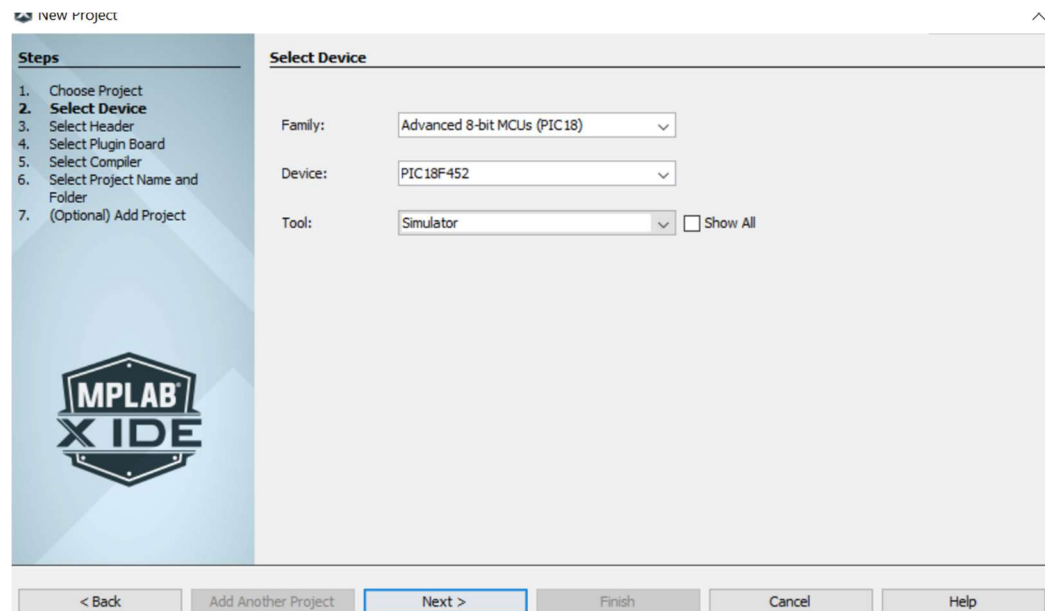 New Project
Steps
1. Choose Project
2. Select Device
3. Select Header
4. Select Plugin Board
5. Select Compiler
6. Select Project Name and
Folder
7. (Optional) Add Project
MPLAB®
X IDE
Select Device
Family: Advanced 8-bit MCUs (PIC18)
Device: PIC18F452
Tool: Simulator Show All
< Back Add Another Project Next > Finish Cancel Help